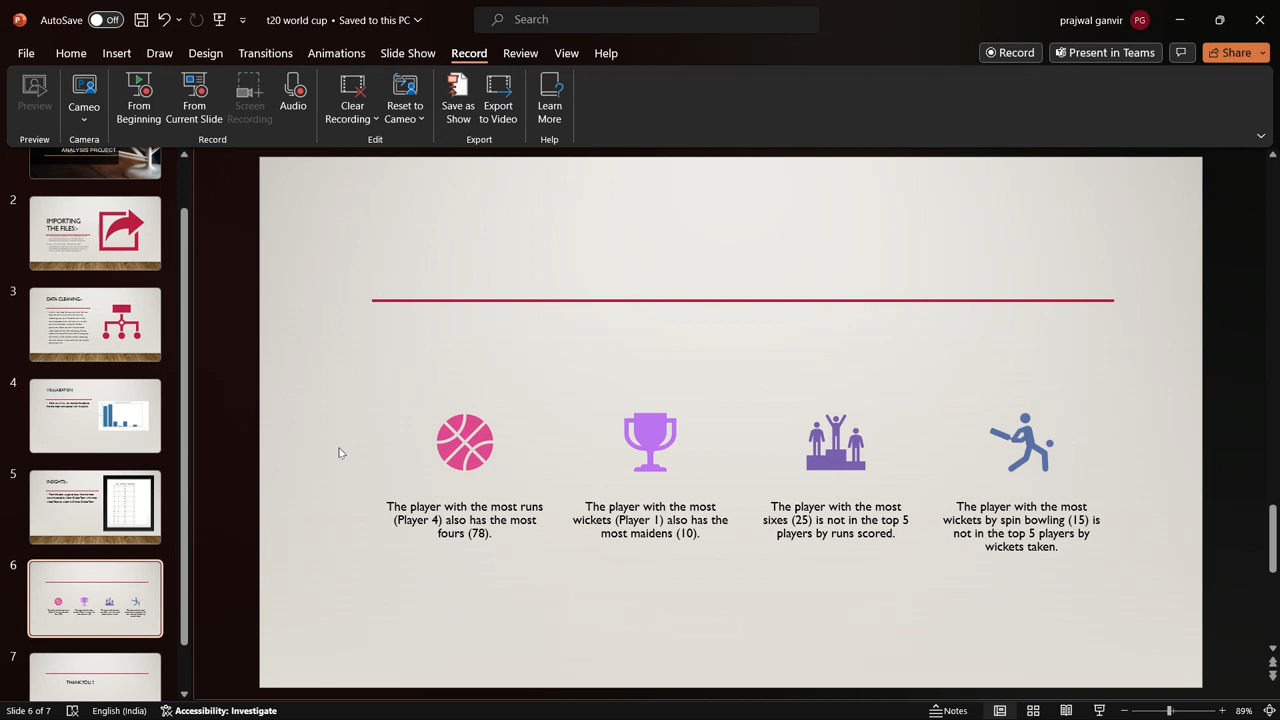 AutoSave Off
t20 world cup • Saved to this PC
Search
prajwal ganvir PG
File Home Insert Draw Design Transitions Animations Slide Show Record Review View Help
Record Present in Teams Share
Preview
Cameo
From Beginning
From Current Slide
Screen Recording
Audio
Clear Recording
Reset to Cameo
Save as Show
Export to Video
Learn More
Preview Camera Record Edit Export Help
ANALYSIS PROJECT
2
IMPORTING
THE FILES:-
3
DATA CLEANING:-
4
5
INSIGHTS:-
6
7
THANK YOU !!
The player with the most runs
(Player 4) also has the most
fours (78).
The player with the most
wickets (Player 1) also has the
most maidens (10).
The player with the most
sixes (25) is not in the top 5
players by runs scored.
The player with the most
wickets by spin bowling (15) is
not in the top 5 players by
wickets taken.
Slide 6 of 7 English (India) Accessibility: Investigate Notes 89%